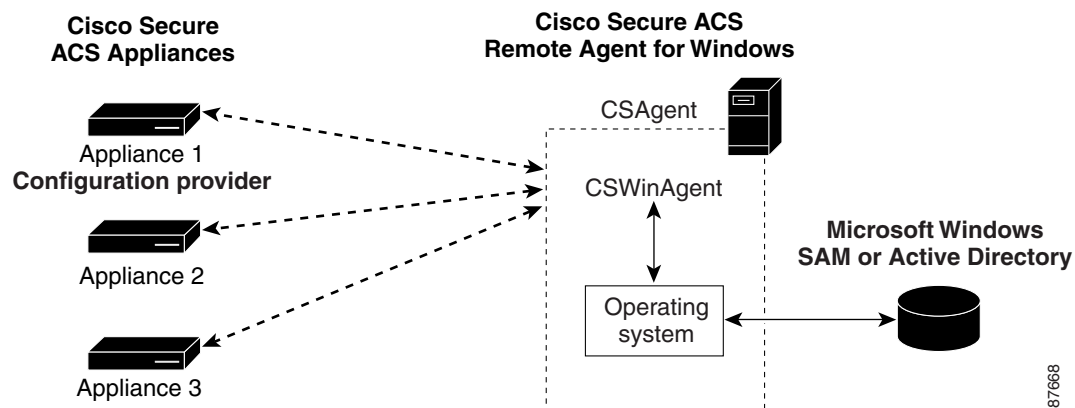 Cisco Secure
ACS Appliances
Cisco Secure ACS
Remote Agent for Windows
CSAgent
Appliance 1
Configuration provider
CSWinAgent
Appliance 2
Microsoft Windows
SAM or Active Directory
Operating
system
Appliance 3
87668